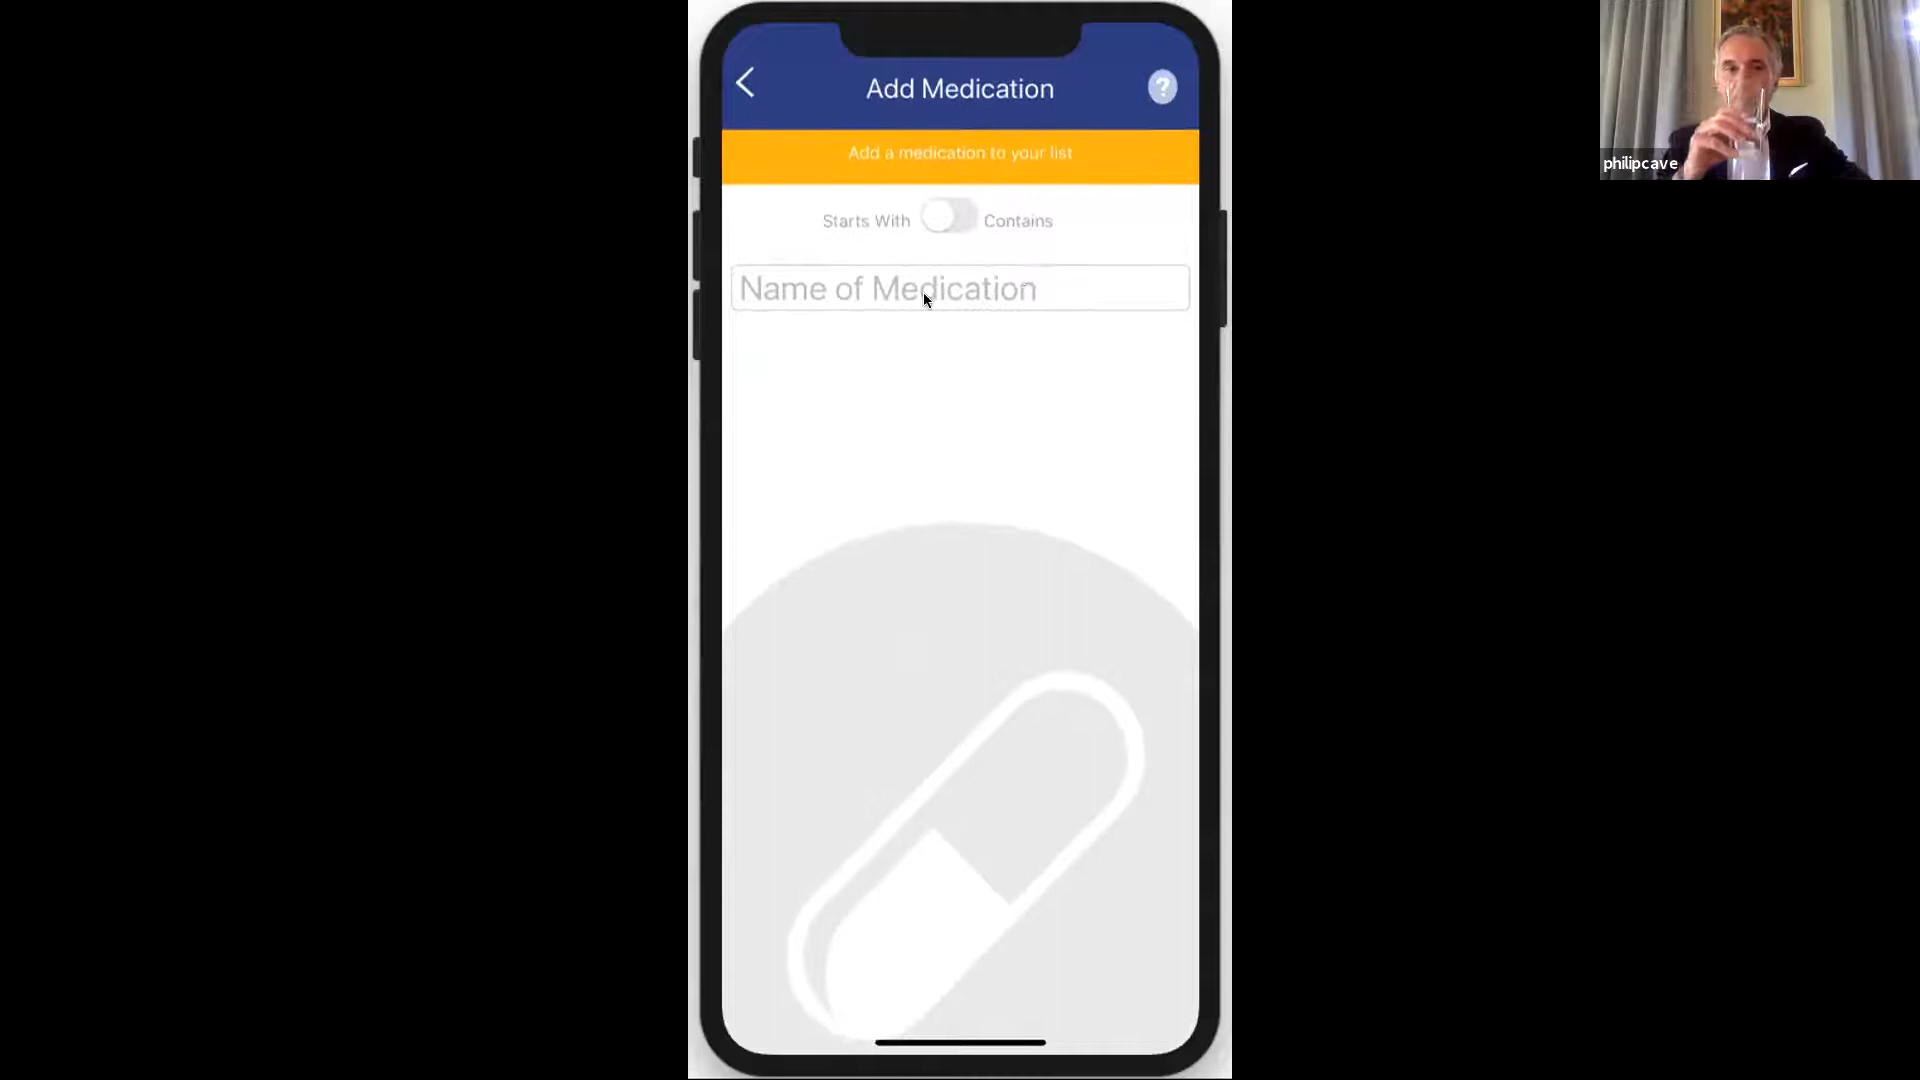 Add Medication
?
Add a medication to your list
Starts With Contains
Name of Medication
philipcave